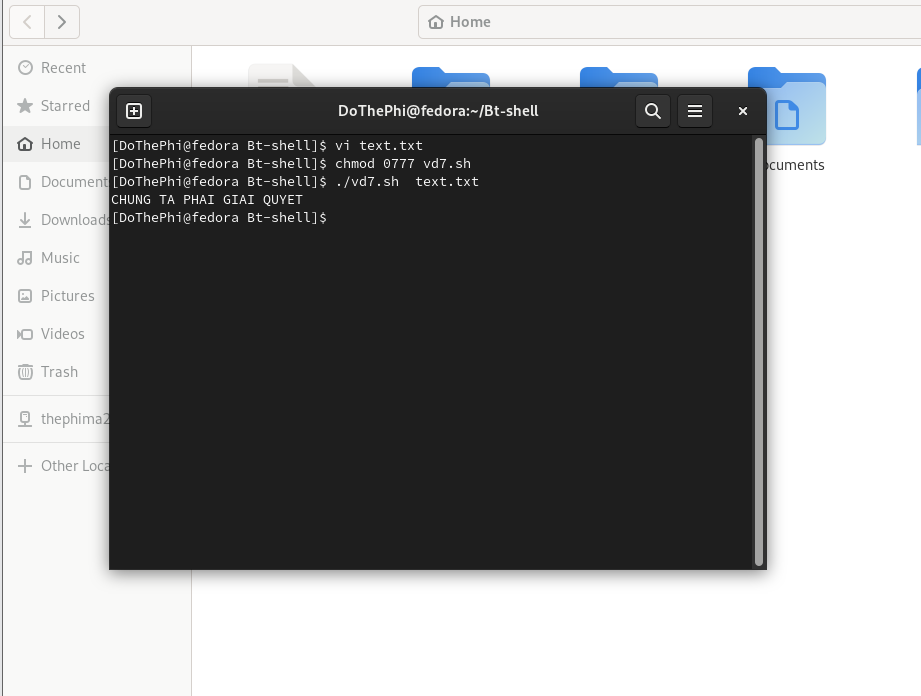 Home
Recent
Starred
Home
Document
Downloads
Music
Pictures
Videos
Trash
thephima2
Other Loca
cuments
DoThePhi@fedora:~/Bt-shell
[DoThePhi@fedora Bt-shell]$ vi text.txt
[DoThePhi@fedora Bt-shell]$ chmod 0777 vd7.sh
[DoThePhi@fedora Bt-shell]$ ./vd7.sh  text.txt
CHUNG TA PHAI GIAI QUYET
[DoThePhi@fedora Bt-shell]$